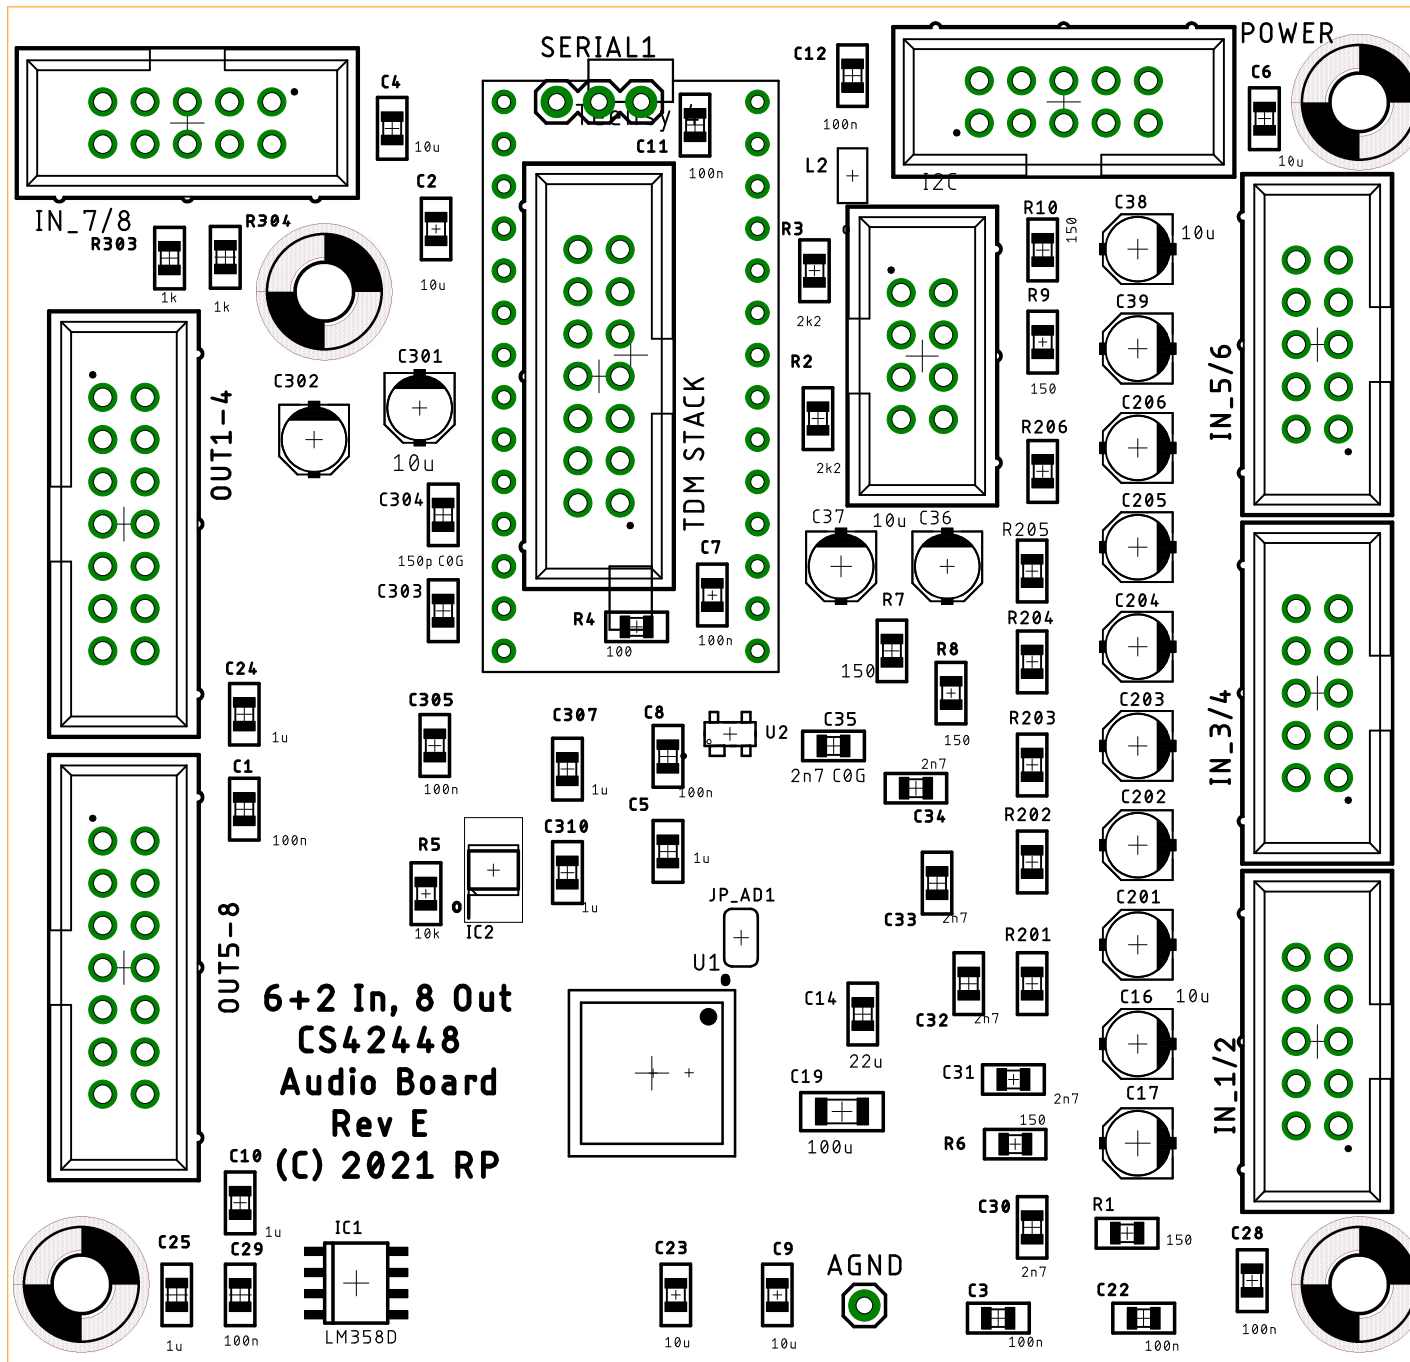 SERIAL1
POWER
C12
C4
C6
Teensy
10u
C11
100n
100n
10u
L2
C2
I2C
IN_7/8
R303
R304
R3
R10
150
C38
10u
1k
1k
10u
2k2
R9
C39
C302
C301
R2
150
IN_5/6
OUT1-4
10u
TDM STACK
2k2
R206
C206
C304
C37
10u
C36
R205
C205
150p C0G
C7
C303
R4
100
100n
R7
R204
C204
150
R8
C24
1u
C305
C307
C8
U2
C35
150
R203
C203
IN_3/4
100n
1u
100n
2n7 C0G
2n7
C1
100n
C5
C34
R202
C202
R5
C310
1u
10k
IC2
1u
JP_AD1
C33
2n7
C201
R201
OUT5-8
U1
6+2 In, 8 Out
CS42448
Audio Board
Rev E
(C) 2021 RP
C14
22u
C32
2n7
C16
10u
IN_1/2
C19
100u
C31
2n7
C17
150
R6
C10
1u
C30
2n7
R1
150
C25
1u
C29
100n
IC1
LM358D
C23
10u
C9
10u
AGND
C3
100n
C22
100n
C28
100n